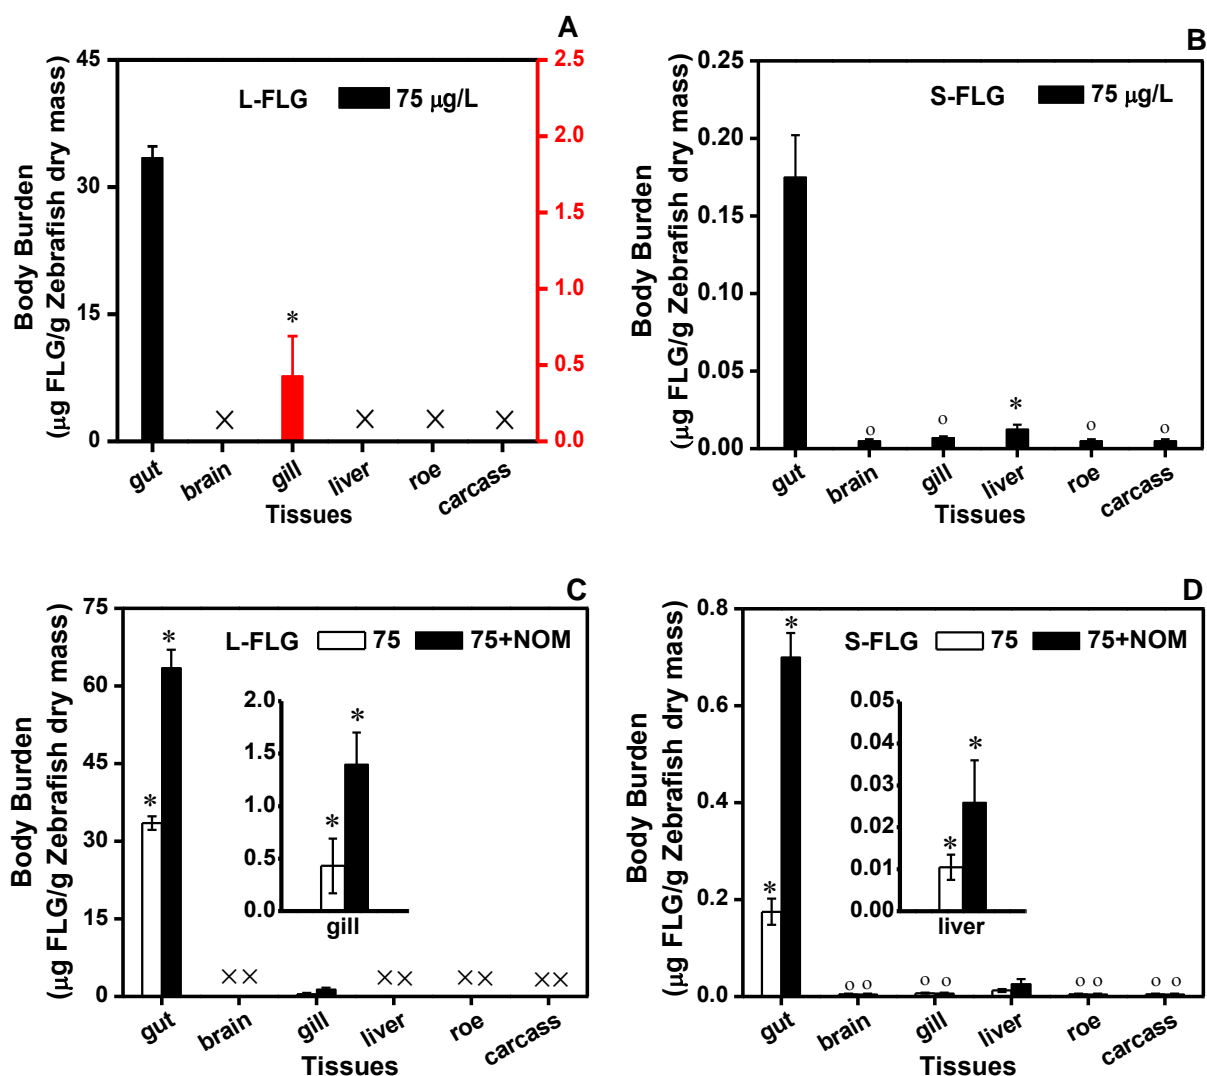 A
Body Burden
(μg FLG/g Zebrafish dry mass)
45
30
15
0
L-FLG 75 μg/L
2.5
2.0
1.5
1.0
0.5
0.0
*
× × × ×
gut brain gill liver roe carcass
Tissues
B
Body Burden
(μg FLG/g Zebrafish dry mass)
0.25
0.20
0.15
0.10
0.05
0.00
S-FLG 75 μg/L
o o * o o
gut brain gill liver roe carcass
Tissues
C
Body Burden
(μg FLG/g Zebrafish dry mass)
75
60
45
30
15
0
L-FLG 75 75+NOM
* *
2.0
1.5
1.0
0.5
0.0
* *
gill
×× ×× ×× ××
gut brain gill liver roe carcass
Tissues
D
Body Burden
(μg FLG/g Zebrafish dry mass)
0.8
0.6
0.4
0.2
0.0
S-FLG 75 75+NOM
* *
0.05
0.04
0.03
0.02
0.01
0.00
* *
liver
o o o o o o o o
gut brain gill liver roe carcass
Tissues